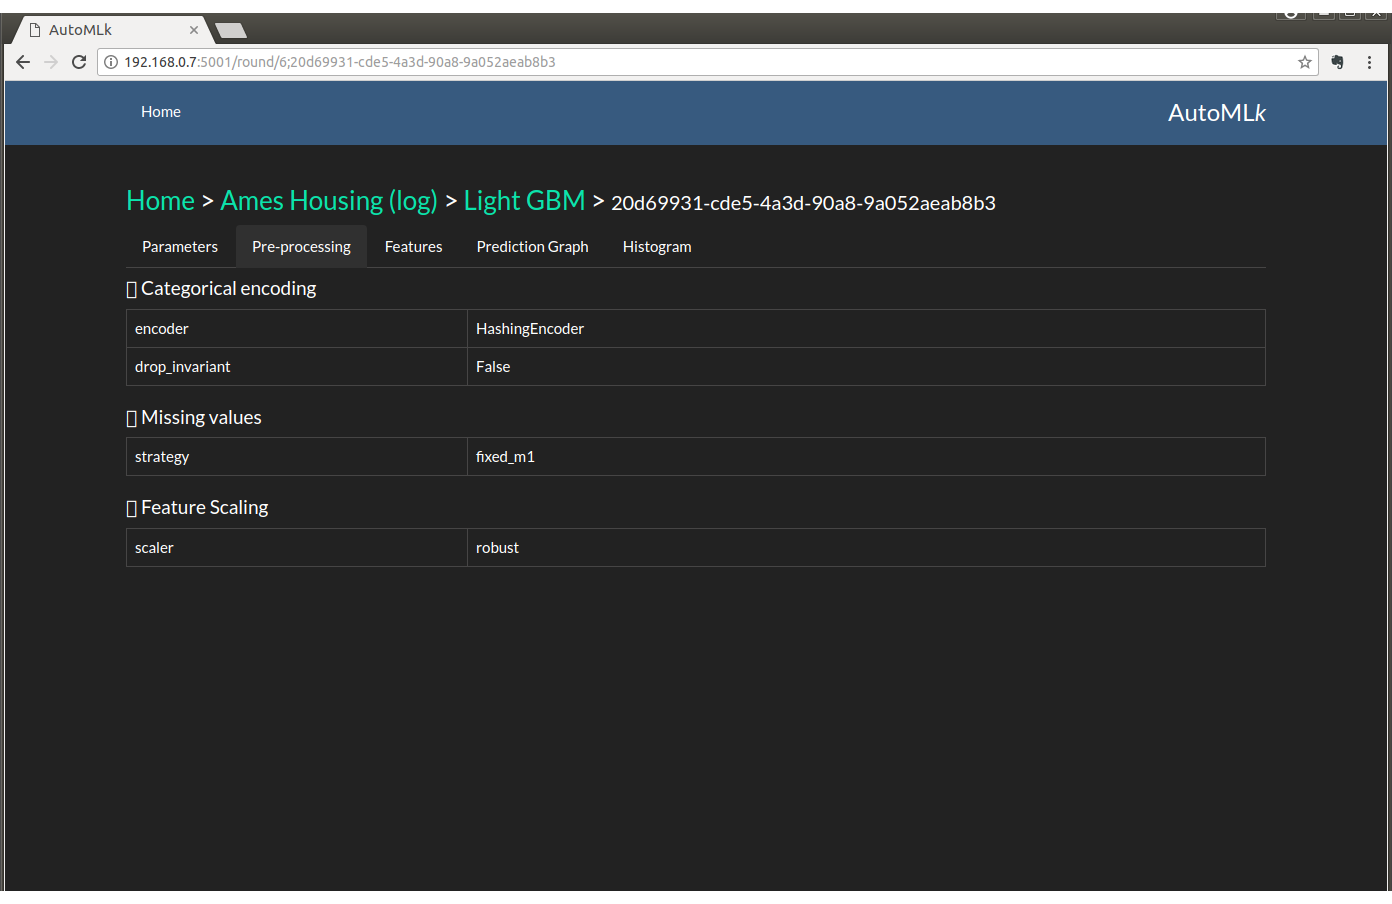 AutoMLk
192.168.0.7:5001/round/6;20d69931-cde5-4a3d-90a8-9a052aeab8b3
Home AutoMLk
Home > Ames Housing (log) > Light GBM > 20d69931-cde5-4a3d-90a8-9a052aeab8b3
Parameters Pre-processing Features Prediction Graph Histogram
Categorical encoding
encoder HashingEncoder
drop_invariant False
Missing values
strategy fixed_m1
Feature Scaling
scaler robust